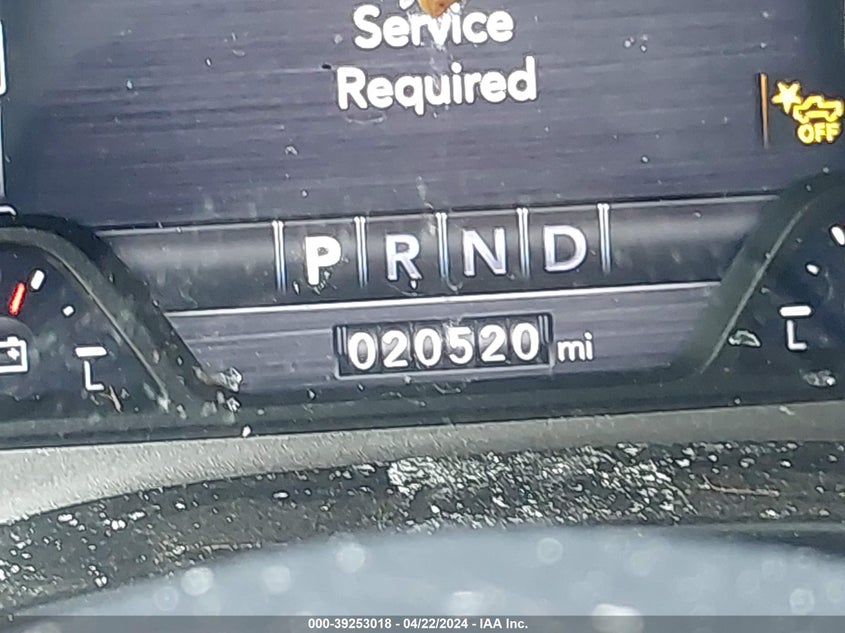 Service
Required
OFF
P R N D
020520 mi
L
L
000-39253018 - 04/22/2024 - IAA Inc.